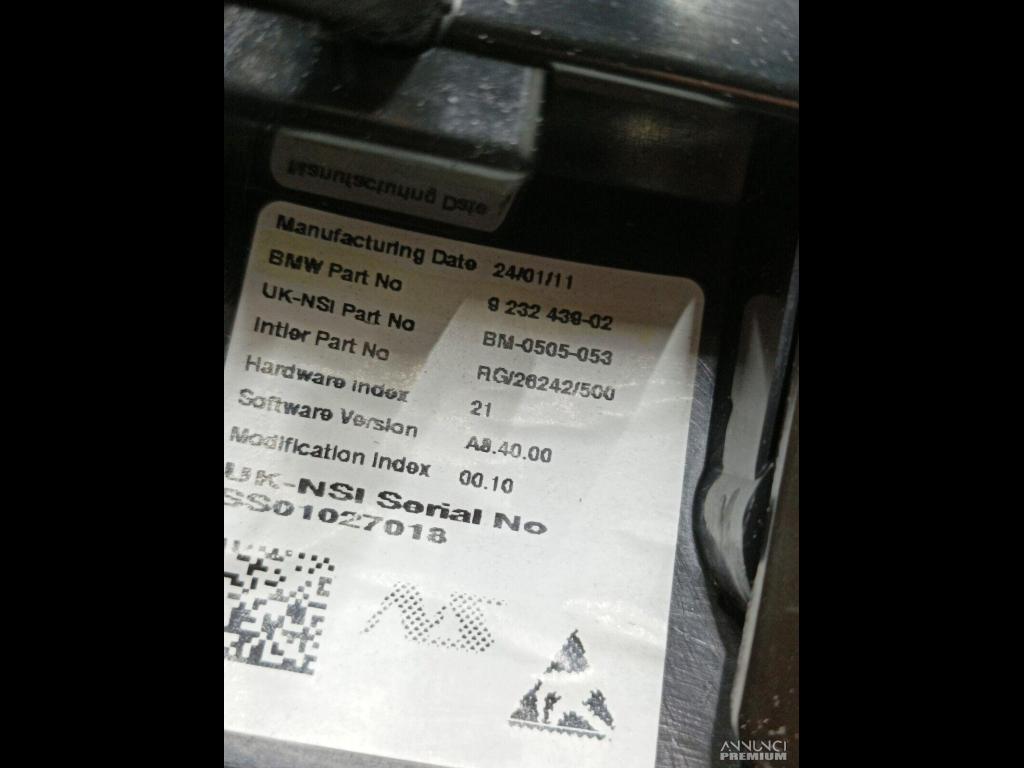 Manufacturing Date
Manufacturing Date 24/01/11
BMW Part No 9 232 439-02
UK-NSI Part No BM-0505-053
Intier Part No RG/26242/500
Hardware Index 21
Software Version A8.40.00
Modification Index 00.10
UK-NSI Serial No
SS01027018
NS
ANNUNCI
PREMIUM